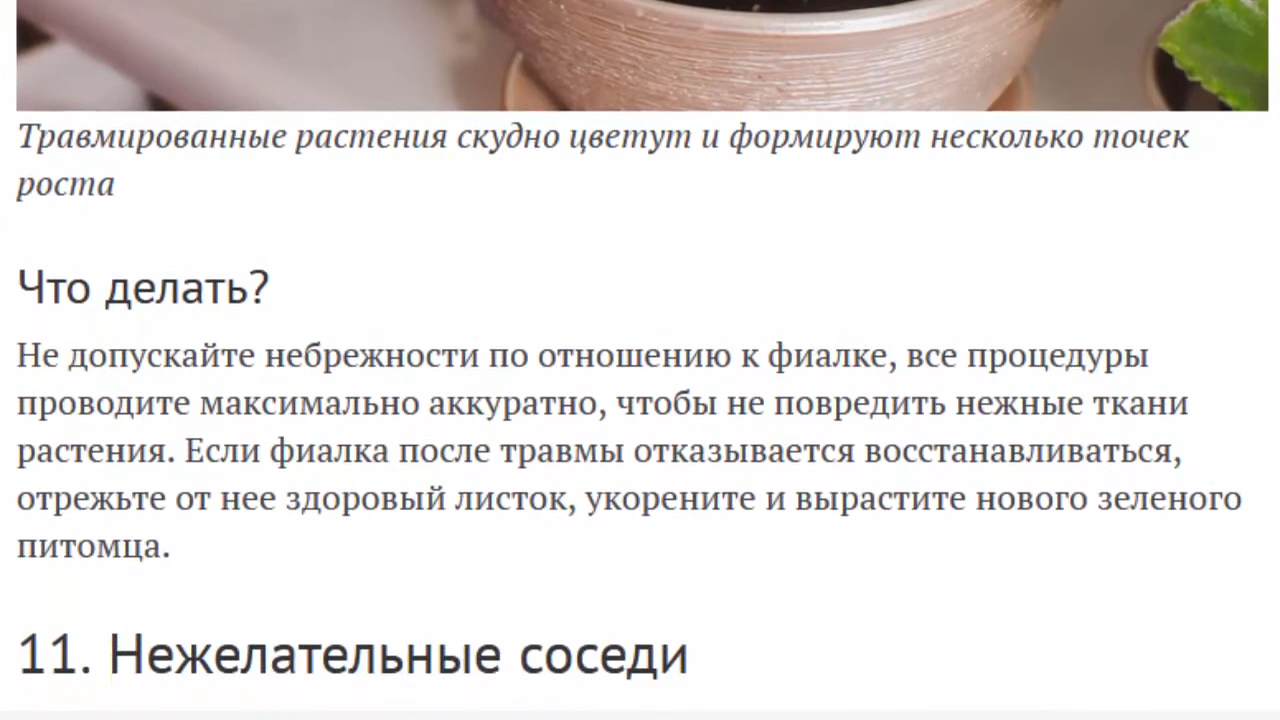 Травмированные растения скудно цветут и формируют несколько точек
роста
Что делать?
Не допускайте небрежности по отношению к фиалке, все процедуры
проводите максимально аккуратно, чтобы не повредить нежные ткани
растения. Если фиалка после травмы отказывается восстанавливаться,
отрежьте от нее здоровый листок, укорените и вырастите нового зеленого
питомца.
11. Нежелательные соседи